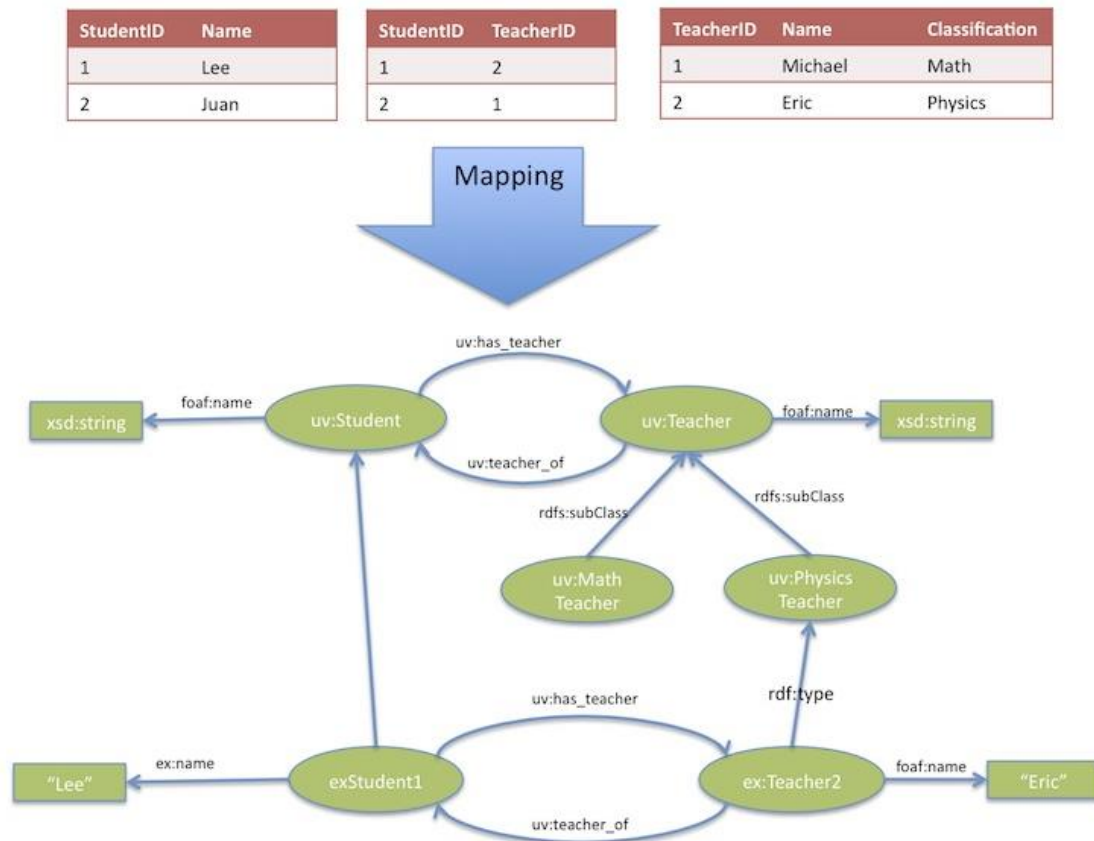 StudentID Name
1 Lee
2 Juan
StudentID TeacherID
1 2
2 1
TeacherID Name Classification
1 Michael Math
2 Eric Physics
Mapping
uv:has_teacher
foaf:name
foaf:name
xsd:string
uv:Student
uv:Teacher
xsd:string
uv:teacher_of
rdfs:subClass
rdfs:subClass
uv:Math
Teacher
uv:Physics
Teacher
rdf:type
uv:has_teacher
ex:name
foaf:name
"Lee"
exStudent1
ex:Teacher2
"Eric"
uv:teacher_of